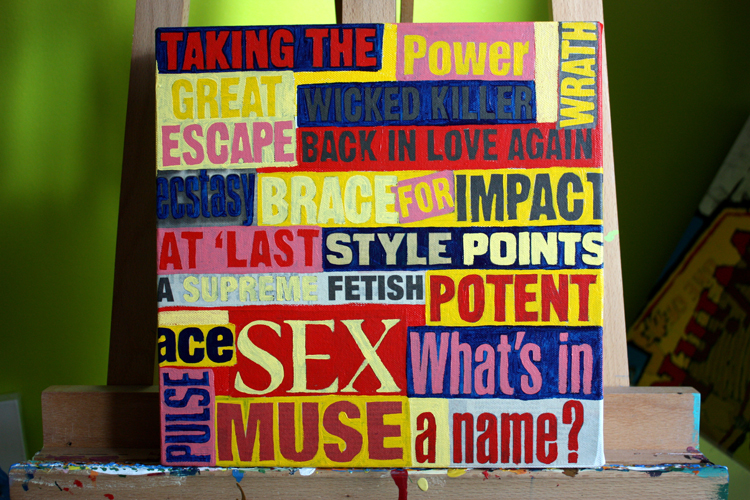 TAKING THE Power
WRATH
GREAT WICKED KILLER
ESCAPE BACK IN LOVE AGAIN
ecstasy BRACE FOR IMPACT
AT ‘LAST STYLE POINTS
A SUPREME FETISH POTENT
ace SEX What's in
PULSE
MUSE a name?